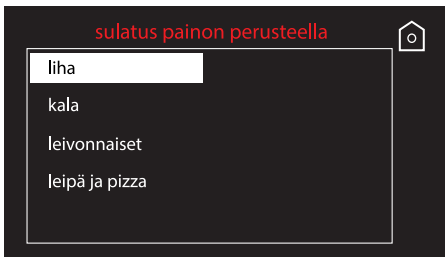 sulatus painon perusteella
liha
kala
leivonnaiset
leipä ja pizza